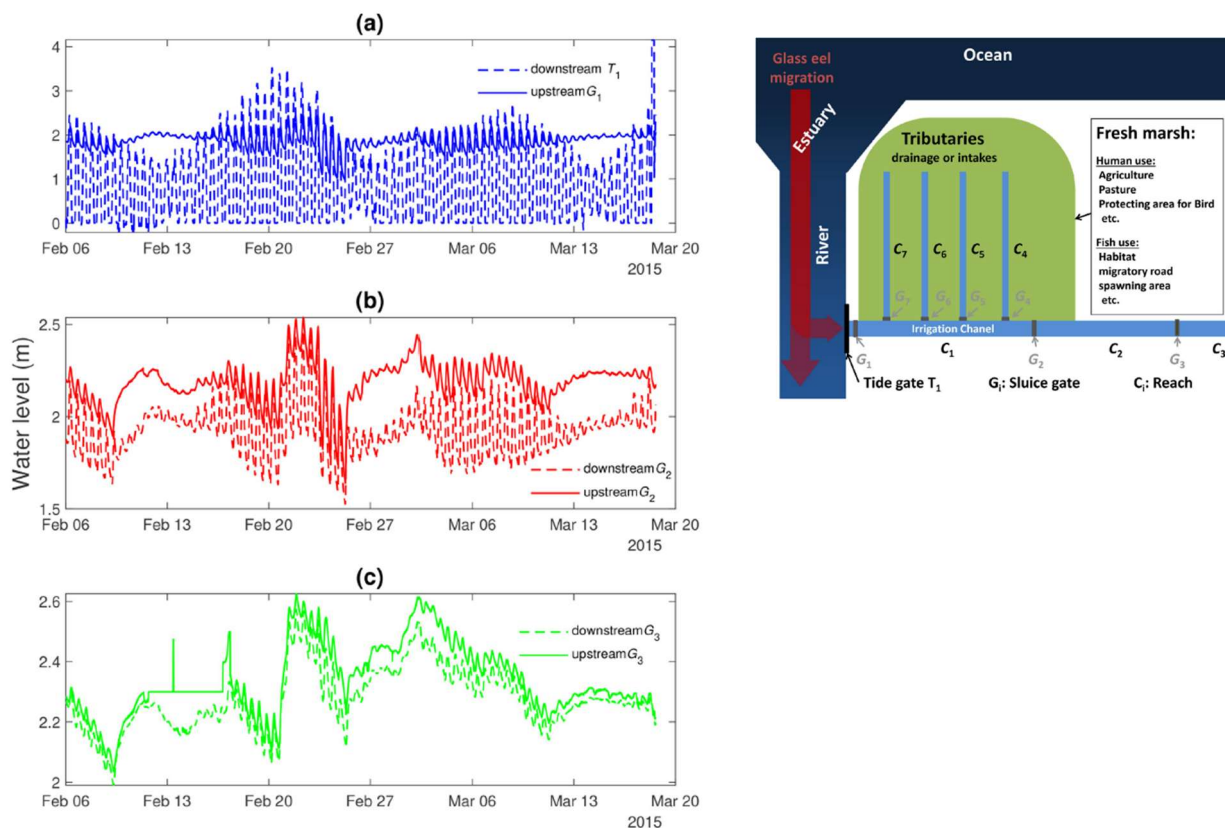 (a)
4
3
2
1
0
downstream T1
upstream G1
Feb 06
Feb 13
Feb 20
Feb 27
Mar 06
Mar 13
Mar 20
2015
(b)
Water level (m)
2.5
2
1.5
downstream G2
upstream G2
Feb 06
Feb 13
Feb 20
Feb 27
Mar 06
Mar 13
Mar 20
2015
(c)
2.6
2.4
2.2
2
downstream G3
upstream G3
Feb 06
Feb 13
Feb 20
Feb 27
Mar 06
Mar 13
Mar 20
2015
Glass eel
migration
Ocean
Estuary
River
Tributaries
drainage or intakes
C7
C6
C5
C4
G7
G6
G5
G4
Fresh marsh:
Human use:
Agriculture
Pasture
Protecting area for Bird
etc.
Fish use:
Habitat
migratory road
spawning area
etc.
Irrigation Chanel
G1
C1
G2
C2
G3
C3
Tide gate T1
Gi: Sluice gate
Ci: Reach